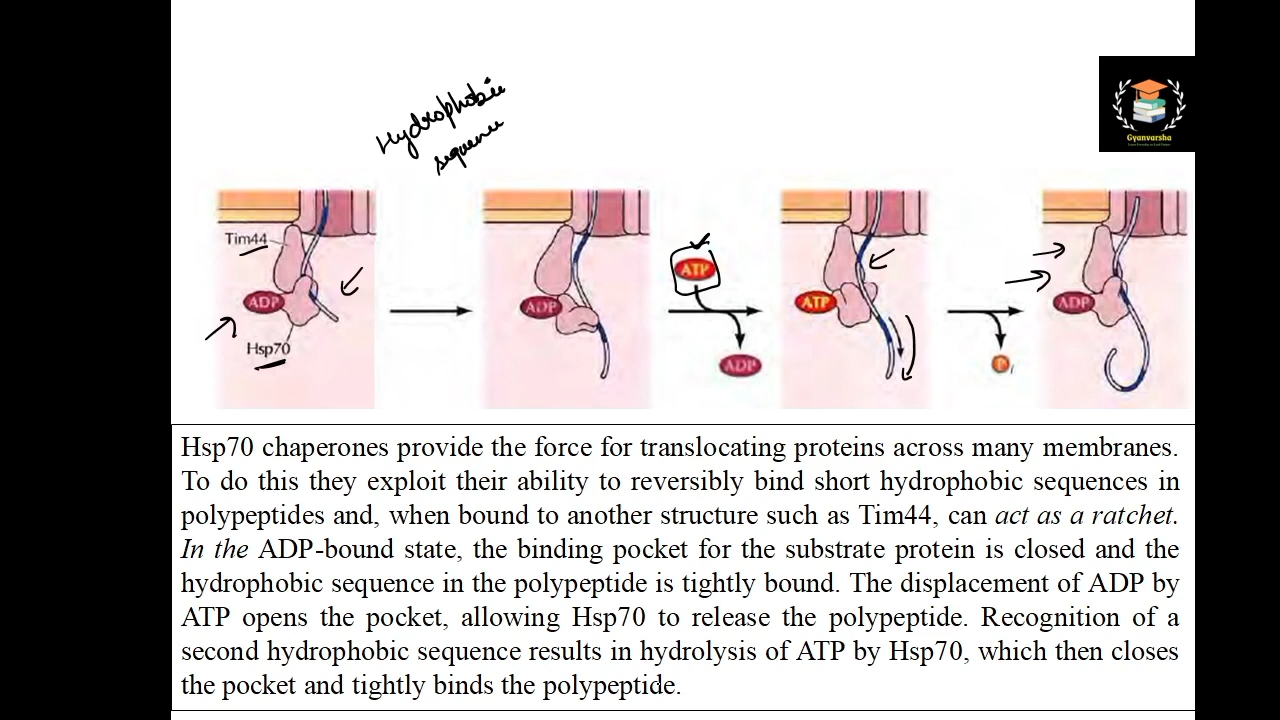 Hydrophobic
sequence
Gyanvarsha
Tim44
ADP
Hsp70
ADP
ATP
ADP
ATP
P
ADP
Hsp70 chaperones provide the force for translocating proteins across many membranes.
To do this they exploit their ability to reversibly bind short hydrophobic sequences in
polypeptides and, when bound to another structure such as Tim44, can act as a ratchet.
In the ADP-bound state, the binding pocket for the substrate protein is closed and the
hydrophobic sequence in the polypeptide is tightly bound. The displacement of ADP by
ATP opens the pocket, allowing Hsp70 to release the polypeptide. Recognition of a
second hydrophobic sequence results in hydrolysis of ATP by Hsp70, which then closes
the pocket and tightly binds the polypeptide.